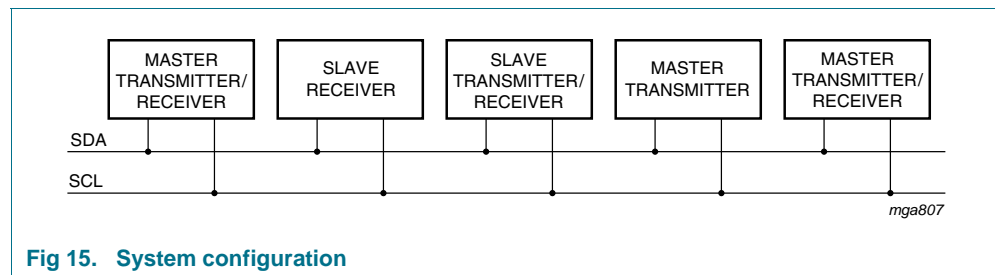 MASTER
TRANSMITTER/
RECEIVER
SLAVE
RECEIVER
SLAVE
TRANSMITTER/
RECEIVER
MASTER
TRANSMITTER
MASTER
TRANSMITTER/
RECEIVER
SDA
SCL
mga807
Fig 15. System configuration